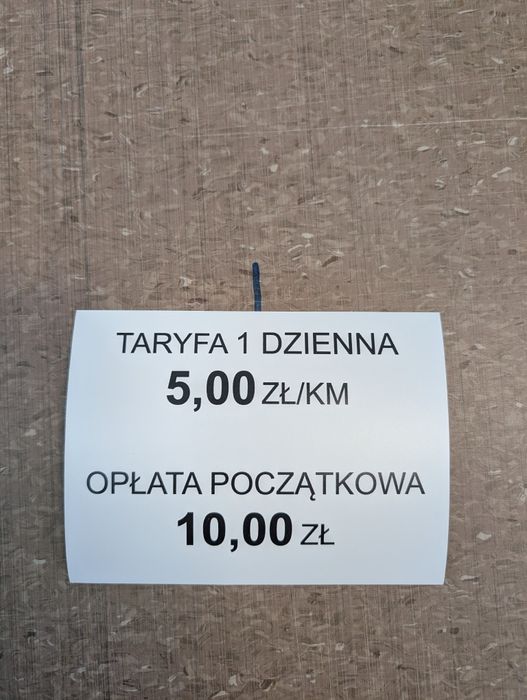 TARYFA 1 DZIENNA
5,00 ZŁ/KM
OPŁATA POCZĄTKOWA
10,00 ZŁ